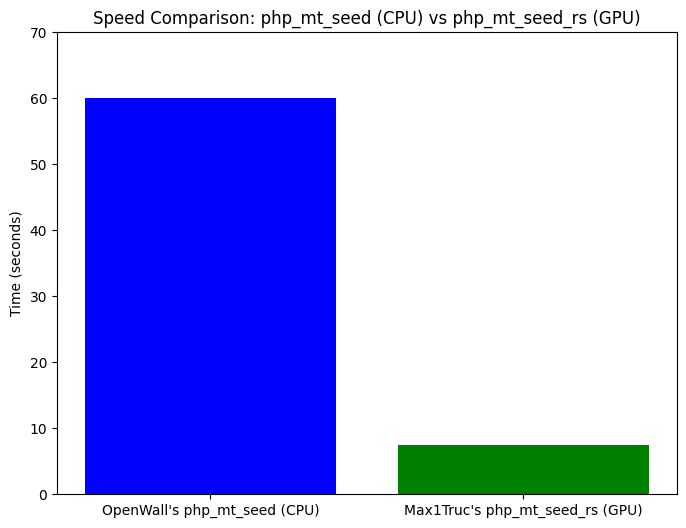 Speed Comparison: php_mt_seed (CPU) vs php_mt_seed_rs (GPU)
70
60
50
40
30
20
10
0
Time (seconds)
OpenWall's php_mt_seed (CPU)
Max1Truc's php_mt_seed_rs (GPU)